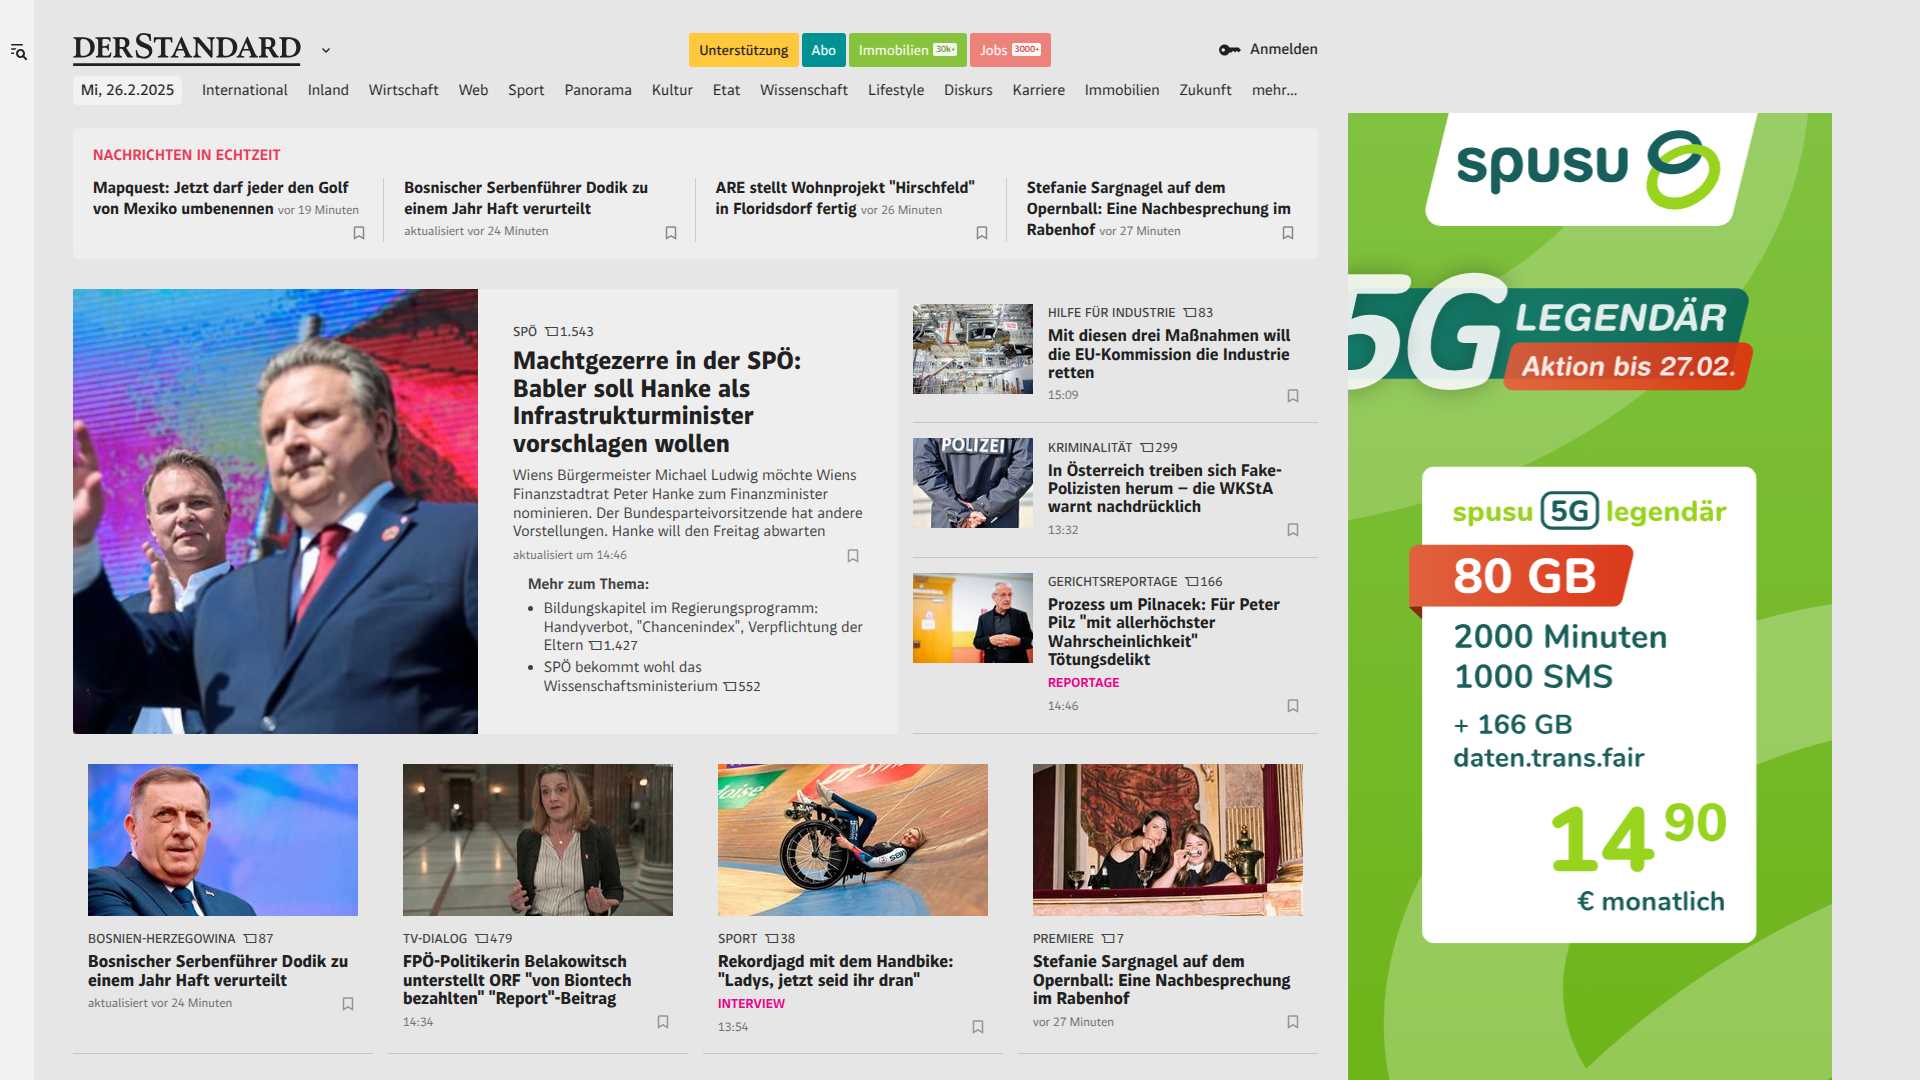 DERSTANDARD
Unterstützung
Abo
Immobilien 30k+
Jobs 3000+
Anmelden
Mi, 26.2.2025
International
Inland
Wirtschaft
Web
Sport
Panorama
Kultur
Etat
Wissenschaft
Lifestyle
Diskurs
Karriere
Immobilien
Zukunft
mehr...
NACHRICHTEN IN ECHTZEIT
Mapquest: Jetzt darf jeder den Golf
von Mexiko umbenennen vor 19 Minuten
Bosnischer Serbenführer Dodik zu
einem Jahr Haft verurteilt
aktualisiert vor 24 Minuten
ARE stellt Wohnprojekt "Hirschfeld"
in Floridsdorf fertig vor 26 Minuten
Stefanie Sargnagel auf dem
Opernball: Eine Nachbesprechung im
Rabenhof vor 27 Minuten
SPÖ 1.543
Machtgezerre in der SPÖ:
Babler soll Hanke als
Infrastrukturminister
vorschlagen wollen
Wiens Bürgermeister Michael Ludwig möchte Wiens
Finanzstadtrat Peter Hanke zum Finanzminister
nominieren. Der Bundesparteivorsitzende hat andere
Vorstellungen. Hanke will den Freitag abwarten
aktualisiert um 14:46
Mehr zum Thema:
• Bildungskapitel im Regierungsprogramm:
Handyverbot, "Chancenindex", Verpflichtung der
Eltern 1.427
• SPÖ bekommt wohl das
Wissenschaftsministerium 552
HILFE FÜR INDUSTRIE 83
Mit diesen drei Maßnahmen will
die EU-Kommission die Industrie
retten
15:09
POLIZEI
KRIMINALITÄT 299
In Österreich treiben sich Fake-
Polizisten herum – die WKStA
warnt nachdrücklich
13:32
GERICHTSREPORTAGE 166
Prozess um Pilnacek: Für Peter
Pilz "mit allerhöchster
Wahrscheinlichkeit"
Tötungsdelikt
REPORTAGE
14:46
BOSNIEN-HERZEGOWINA 87
Bosnischer Serbenführer Dodik zu
einem Jahr Haft verurteilt
aktualisiert vor 24 Minuten
TV-DIALOG 479
FPÖ-Politikerin Belakowitsch
unterstellt ORF "von Biontech
bezahlten" "Report"-Beitrag
14:34
SPORT 38
Rekordjagd mit dem Handbike:
"Ladys, jetzt seid ihr dran"
INTERVIEW
13:54
PREMIERE 7
Stefanie Sargnagel auf dem
Opernball: Eine Nachbesprechung
im Rabenhof
vor 27 Minuten
spusu
5G LEGENDÄR
Aktion bis 27.02.
spusu 5G legendär
80 GB
2000 Minuten
1000 SMS
+ 166 GB
daten.trans.fair
14 90
€ monatlich